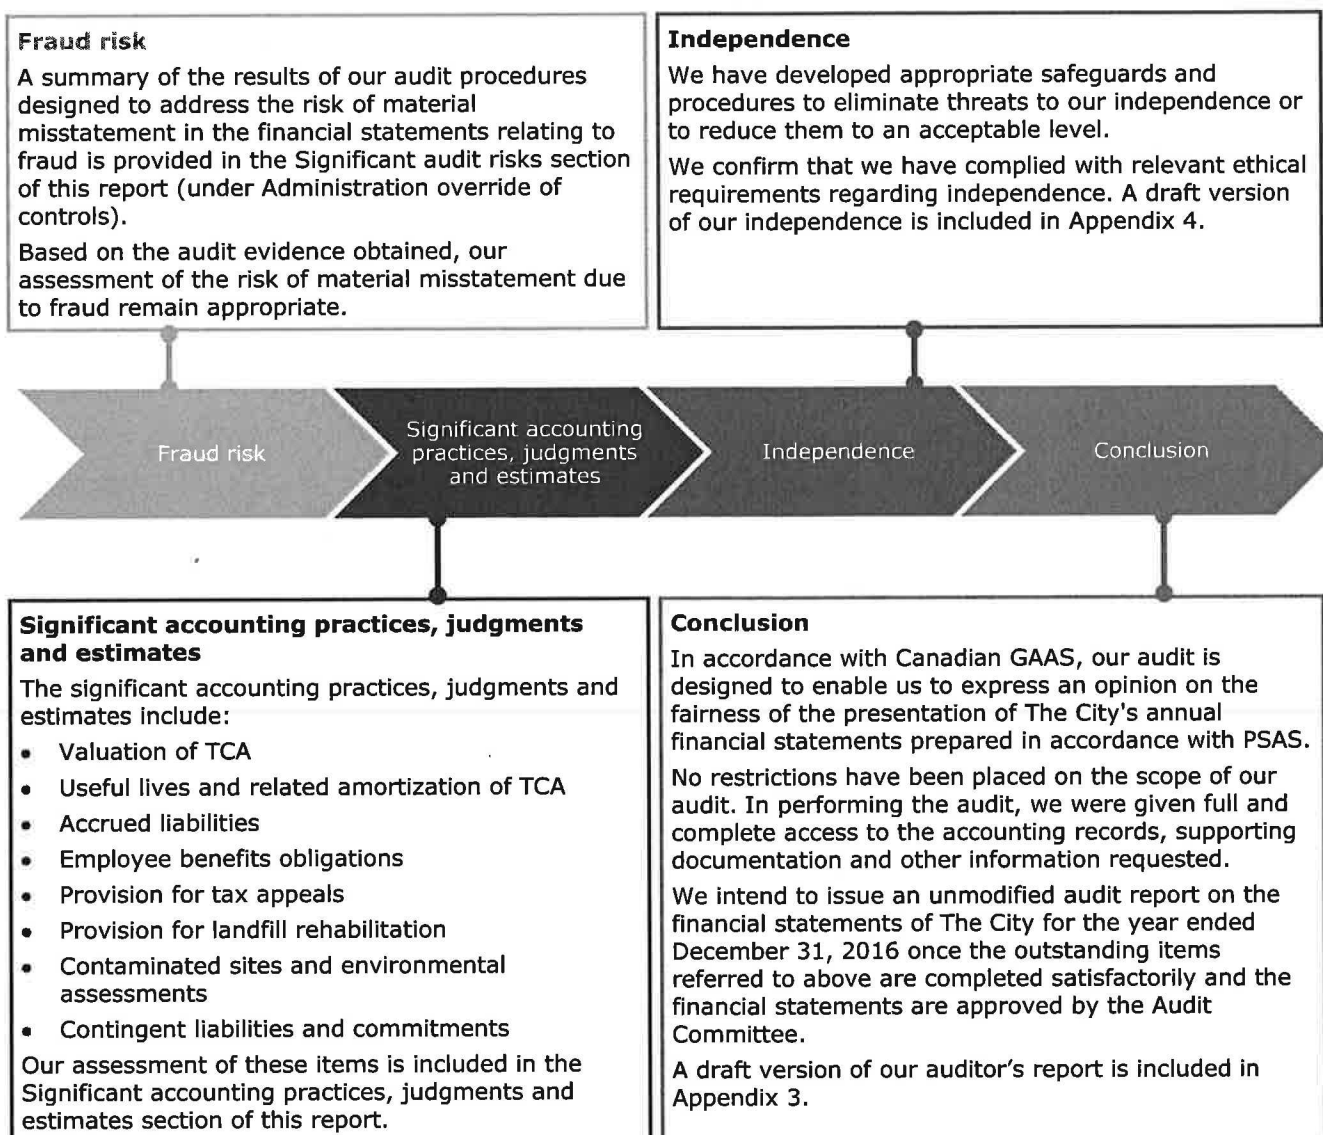 Fraud risk
A summary of the results of our audit procedures
designed to address the risk of material
misstatement in the financial statements relating to
fraud is provided in the Significant audit risks section
of this report (under Administration override of
controls).
Based on the audit evidence obtained, our
assessment of the risk of material misstatement due
to fraud remain appropriate.
Independence
We have developed appropriate safeguards and
procedures to eliminate threats to our independence or
to reduce them to an acceptable level.
We confirm that we have complied with relevant ethical
requirements regarding independence. A draft version
of our independence is included in Appendix 4.
Fraud risk
Significant accounting
practices, judgments
and estimates
Independence
Conclusion
Significant accounting practices, judgments
and estimates
The significant accounting practices, judgments and
estimates include:
• Valuation of TCA
• Useful lives and related amortization of TCA
• Accrued liabilities
• Employee benefits obligations
• Provision for tax appeals
• Provision for landfill rehabilitation
• Contaminated sites and environmental
assessments
• Contingent liabilities and commitments
Our assessment of these items is included in the
Significant accounting practices, judgments and
estimates section of this report.
Conclusion
In accordance with Canadian GAAS, our audit is
designed to enable us to express an opinion on the
fairness of the presentation of The City's annual
financial statements prepared in accordance with PSAS.
No restrictions have been placed on the scope of our
audit. In performing the audit, we were given full and
complete access to the accounting records, supporting
documentation and other information requested.
We intend to issue an unmodified audit report on the
financial statements of The City for the year ended
December 31, 2016 once the outstanding items
referred to above are completed satisfactorily and the
financial statements are approved by the Audit
Committee.
A draft version of our auditor's report is included in
Appendix 3.